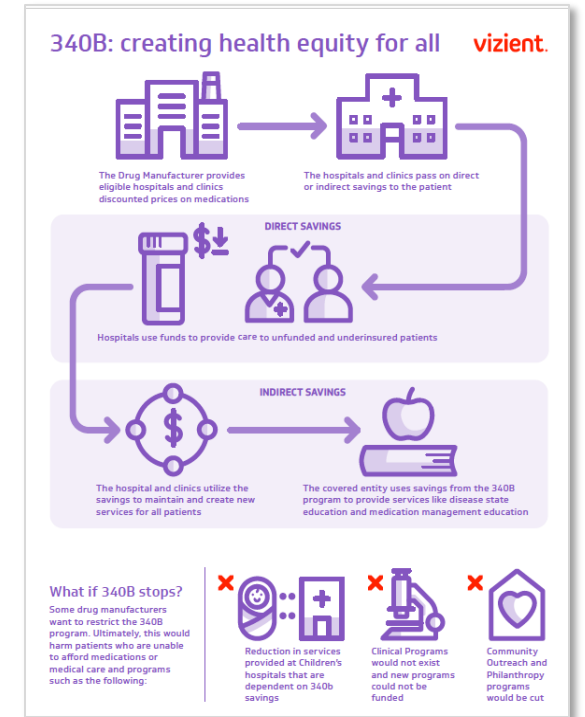 340B: creating health equity for all
vizient.
The Drug Manufacturer provides
eligible hospitals and clinics
discounted prices on medications
The hospitals and clinics pass on direct
or indirect savings to the patient
DIRECT SAVINGS
$
Hospitals use funds to provide care to unfunded and underinsured patients
INDIRECT SAVINGS
$
The hospital and clinics utilize the
savings to maintain and create new
services for all patients
The covered entity uses savings from the 340B
program to provide services like disease state
education and medication management education
What if 340B stops?
Some drug manufacturers
want to restrict the 340B
program. Ultimately, this would
harm patients who are unable
to afford medications or
medical care and programs
such as the following:
Reduction in services
provided at Children's
hospitals that are
dependent on 340b
savings
Clinical Programs
would not exist
and new programs
could not be
funded
Community
Outreach and
Philanthropy
programs
would be cut